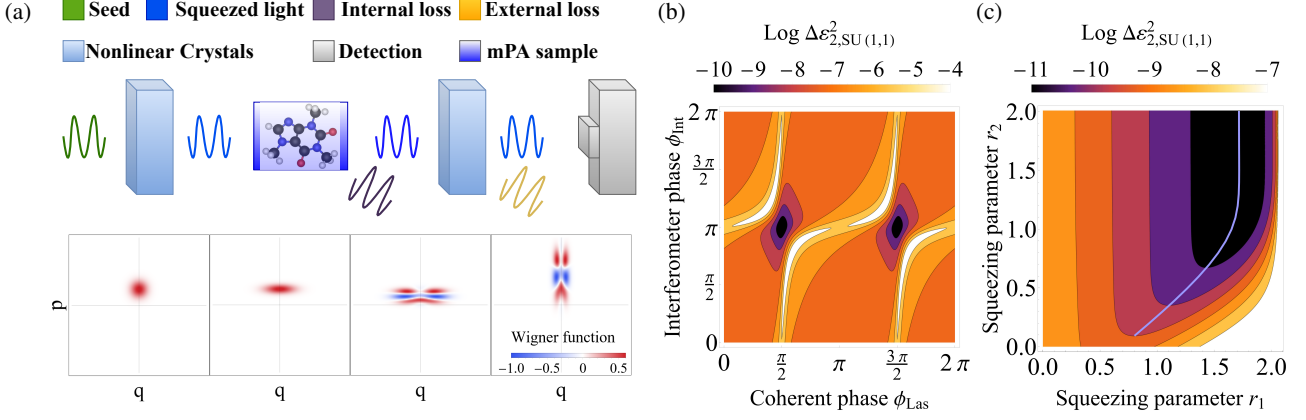 (a)
Seed Squeezed light Internal loss External loss
Nonlinear Crystals Detection mPA sample
p
Wigner function
−1.0 −0.5 0 0.5
q q q q
(b)
Log Δε²₂,SU(1,1)
−10 −9 −8 −7 −6 −5 −4
Interferometer phase ϕInt
2π
3π/2
π
π/2
0
0 π/2 π 3π/2 2π
Coherent phase ϕLas
(c)
Log Δε²₂,SU(1,1)
−11 −10 −9 −8 −7
Squeezing parameter r₂
2.0
1.5
1.0
0.5
0.0
0.0 0.5 1.0 1.5 2.0
Squeezing parameter r₁